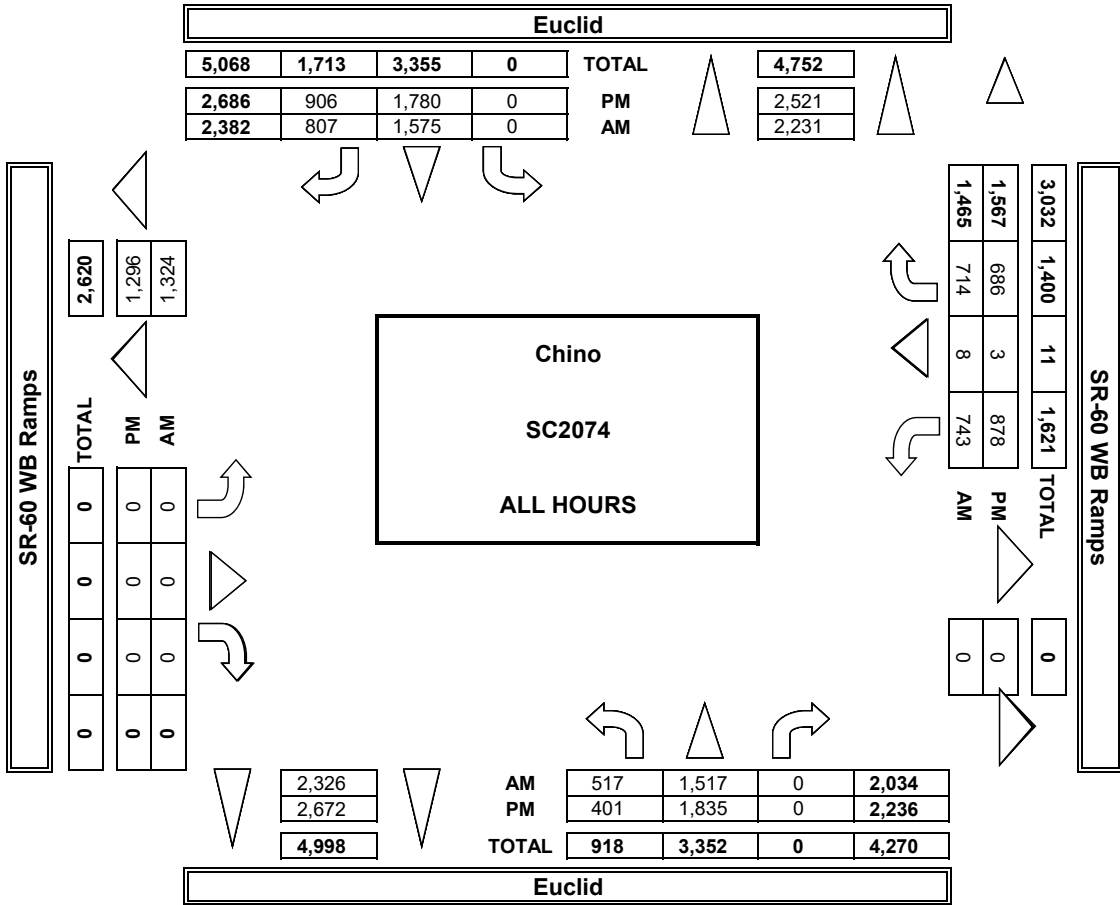 Euclid
5,068 1,713 3,355 0 TOTAL 4,752
2,686 906 1,780 0 PM 2,521
2,382 807 1,575 0 AM 2,231
SR-60 WB Ramps
2,620
1,296
1,324
TOTAL
PM
AM
0 0 0 0
0 0 0 0
0 0 0 0
Chino
SC2074
ALL HOURS
3,032 1,400 11 1,621 TOTAL 0
1,567 686 3 878 PM 0
1,465 714 8 743 AM 0
SR-60 WB Ramps
2,326 AM 517 1,517 0 2,034
2,672 PM 401 1,835 0 2,236
4,998 TOTAL 918 3,352 0 4,270
Euclid